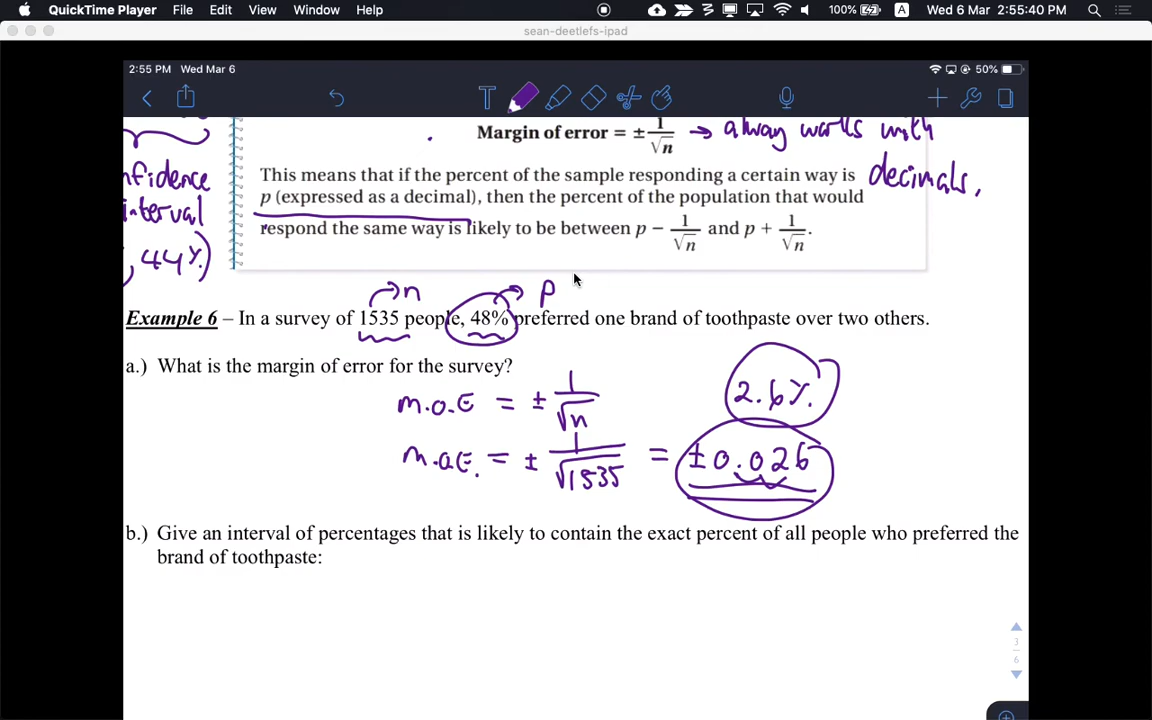 QuickTime Player File Edit View Window Help 100% A Wed 6 Mar 2:55:40 PM
sean-deetlefs-ipad
2:55 PM Wed Mar 6 50%
Margin of error = ± 1/√n → alway works with
decimals.
nfidence
interval
, 44%)
This means that if the percent of the sample responding a certain way is
p (expressed as a decimal), then the percent of the population that would
respond the same way is likely to be between p − 1/√n and p + 1/√n.
→ n → p
Example 6 – In a survey of 1535 people, 48% preferred one brand of toothpaste over two others.
a.) What is the margin of error for the survey?
2.6%
m.o.E = ± 1/√n
m.o.E. = ± 1/√1535 = ±0.026
b.) Give an interval of percentages that is likely to contain the exact percent of all people who preferred the
brand of toothpaste:
3
6